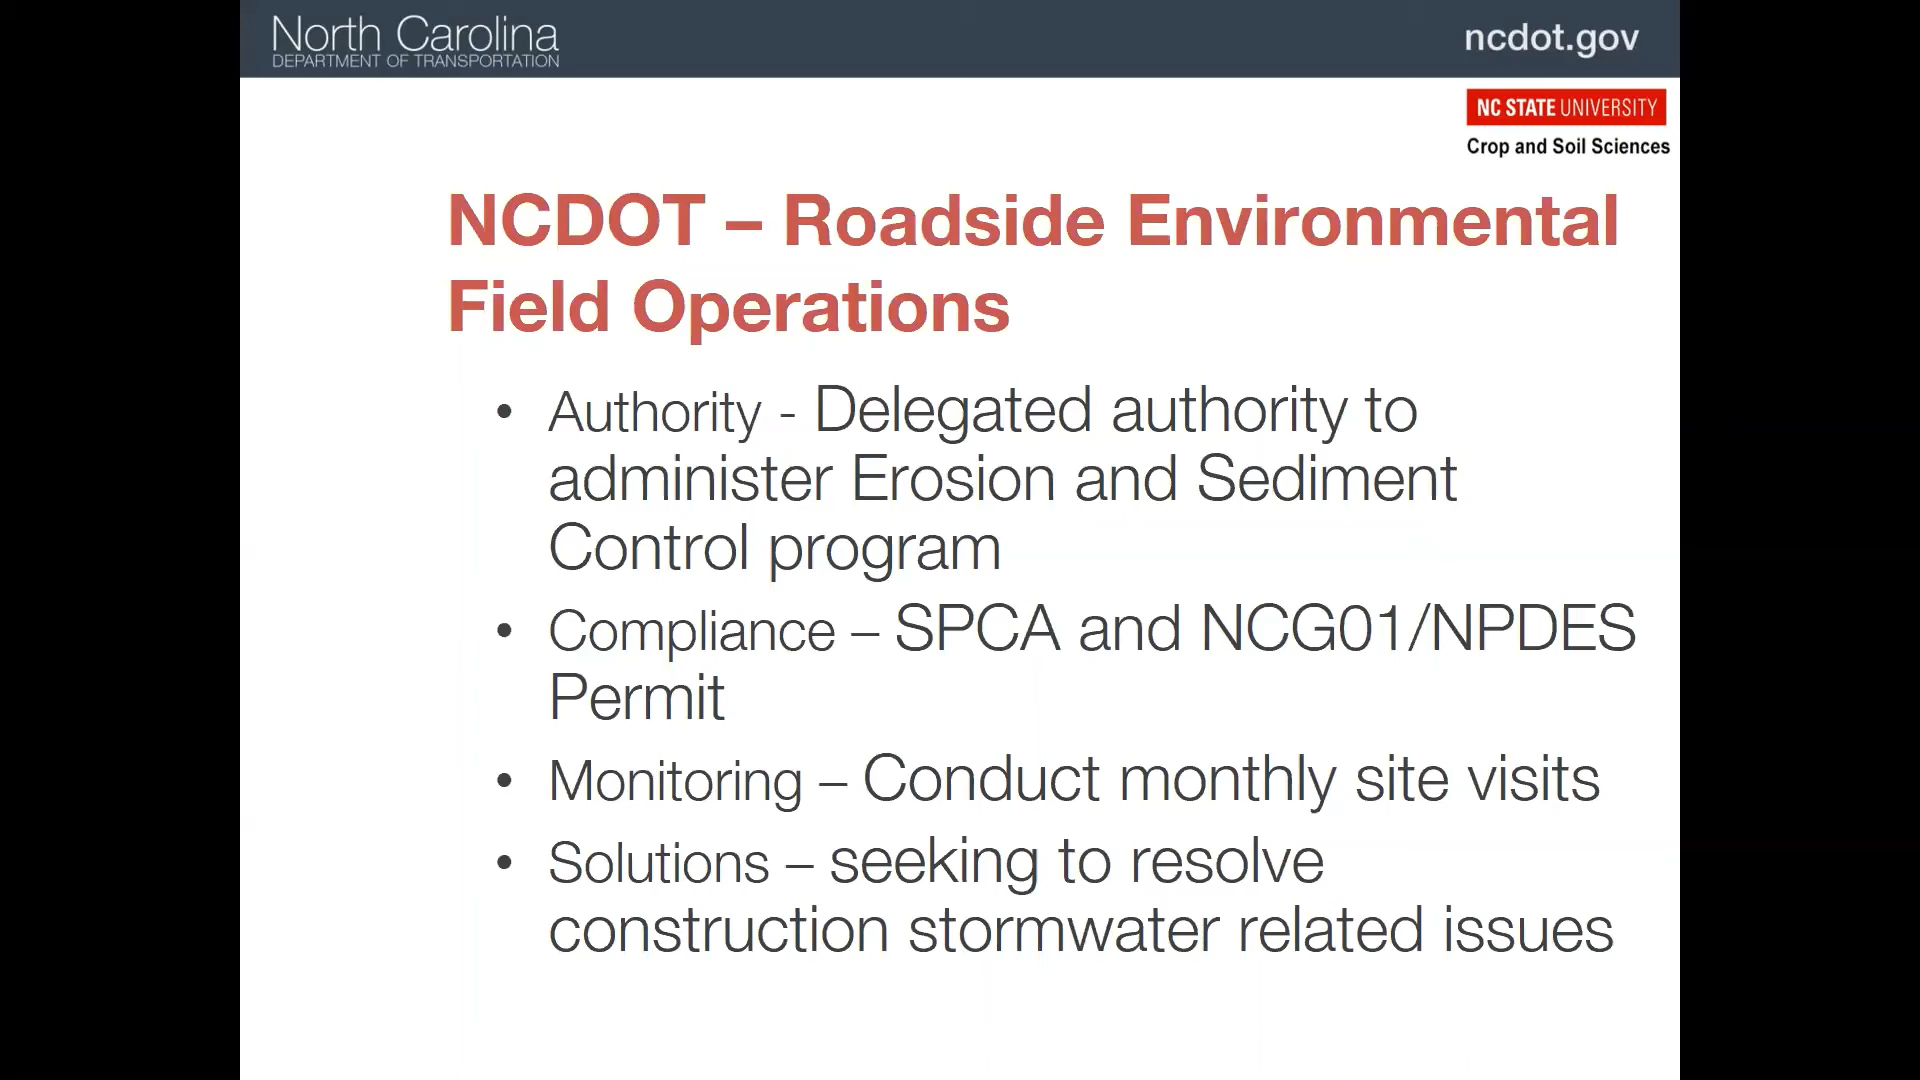 North Carolina
DEPARTMENT OF TRANSPORTATION
ncdot.gov
NC STATE UNIVERSITY
Crop and Soil Sciences
NCDOT – Roadside Environmental
Field Operations
• Authority - Delegated authority to
administer Erosion and Sediment
Control program
• Compliance – SPCA and NCG01/NPDES
Permit
• Monitoring – Conduct monthly site visits
• Solutions – seeking to resolve
construction stormwater related issues